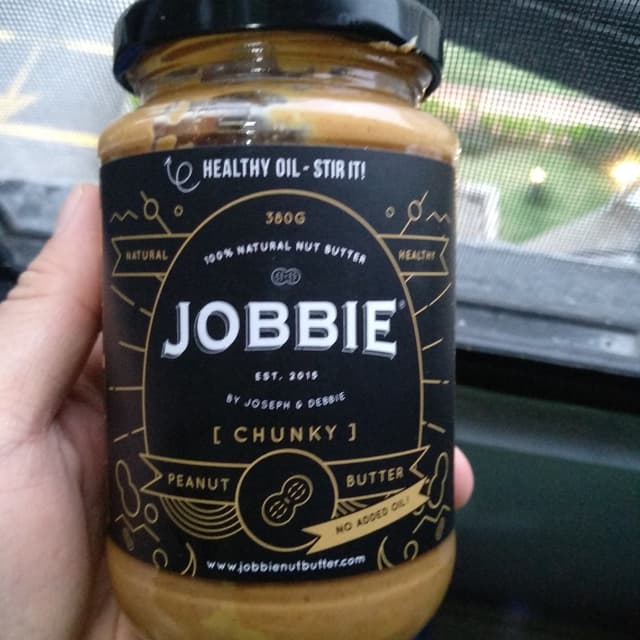 HEALTHY OIL - STIR IT!
380G
100% NATURAL NUT BUTTER
NATURAL
HEALTHY
JOBBIE®
EST. 2015
BY JOSEPH & DEBBIE
[ CHUNKY ]
PEANUT BUTTER
NO ADDED OIL!
www.jobbienutbutter.com